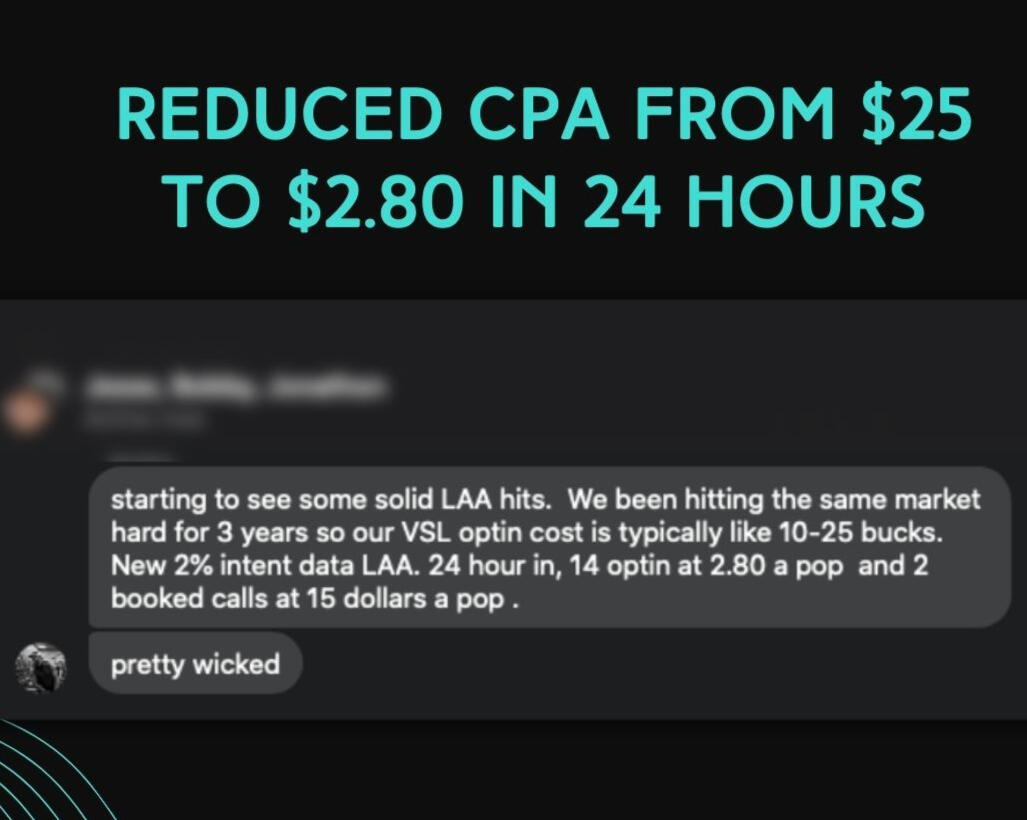 REDUCED CPA FROM $25
TO $2.80 IN 24 HOURS
starting to see some solid LAA hits.  We been hitting the same market
hard for 3 years so our VSL optin cost is typically like 10-25 bucks.
New 2% intent data LAA. 24 hour in, 14 optin at 2.80 a pop  and 2
booked calls at 15 dollars a pop .
pretty wicked